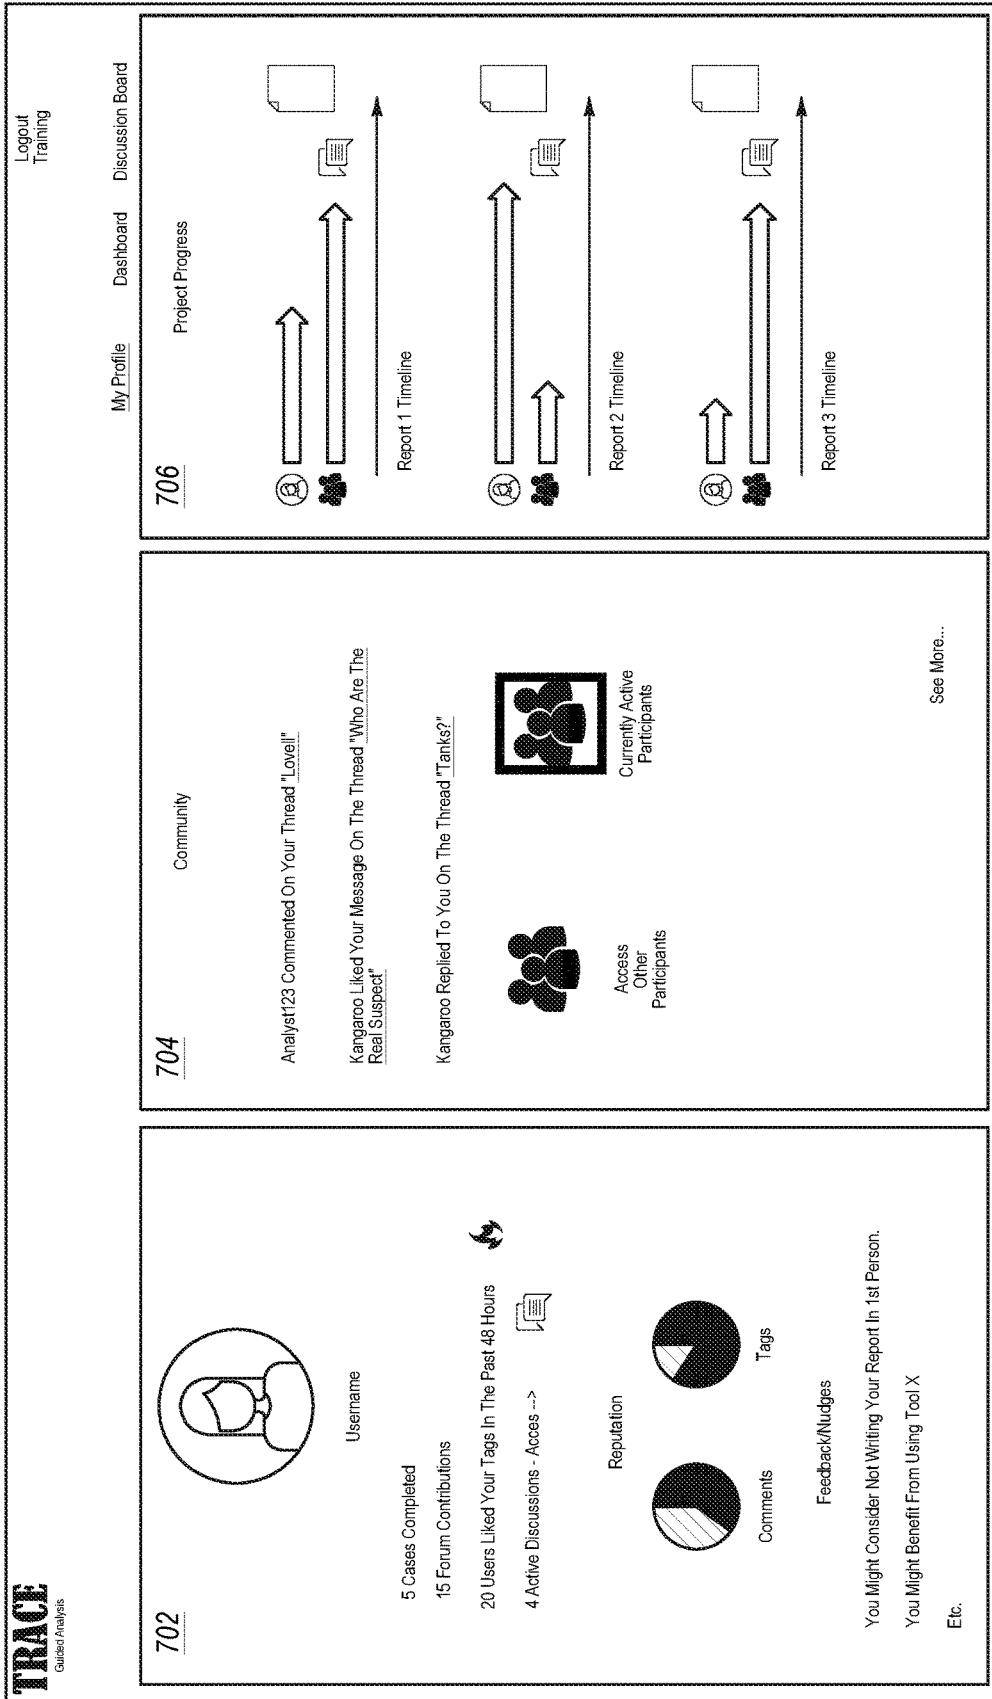 TRACE
Guided Analysis
Logout
Training
My Profile
Dashboard
Discussion Board
702
Username
5 Cases Completed
15 Forum Contributions
20 Users Liked Your Tags In The Past 48 Hours
4 Active Discussions - Acces -->
Reputation
Comments
Tags
Feedback/Nudges
You Might Consider Not Writing Your Report In 1st Person.
You Might Benefit From Using Tool X
Etc.
704
Community
Analyst123 Commented On Your Thread "Lovell"
Kangaroo Liked Your Message On The Thread "Who Are The
Real Suspect"
Kangaroo Replied To You On The Thread "Tanks?"
Access
Other
Participants
Currently Active
Participants
See More...
706
Project Progress
Report 1 Timeline
Report 2 Timeline
Report 3 Timeline